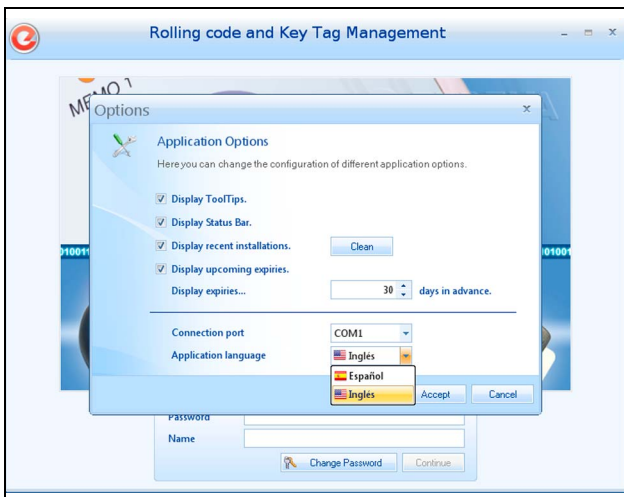 Rolling code and Key Tag Management
MEMO 1
Options
Application Options
Here you can change the configuration of different application options.
Display ToolTips.
Display Status Bar.
Display recent installations. Clean
Display upcoming expiries.
Display expiries... 30 days in advance.
Connection port COM1
Application language Inglés
Español
Inglés
Accept Cancel
Password
Name
Change Password Continue